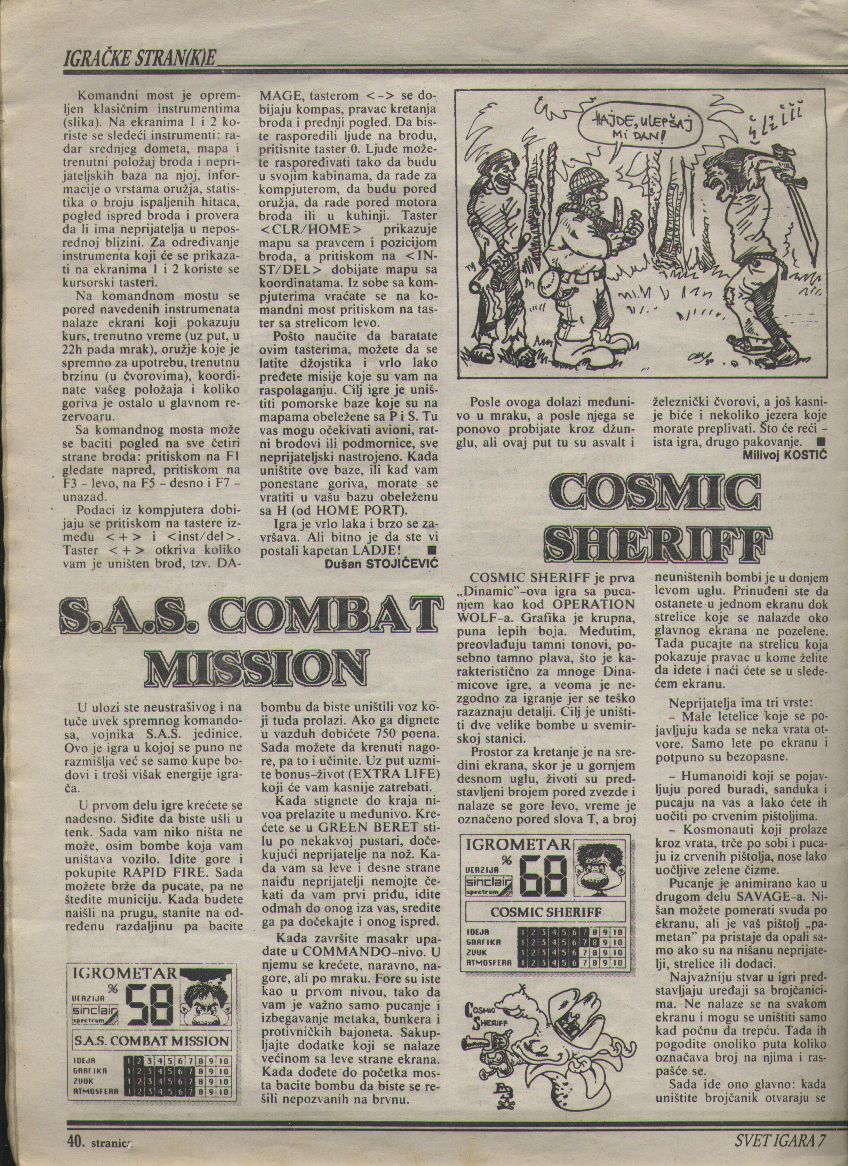 IGRAČKE STRAN(K)E
Komandni most je oprem-
ljen klasičnim instrumentima
(slika). Na ekranima 1 i 2 ko-
riste se sledeći instrumenti: ra-
dar srednjeg dometa, mapa i
trenutni položaj broda i nepri-
jateljskih baza na njoj, infor-
macije o vrstama oružja, statis-
tika o broju ispaljenih hitaca,
pogled ispred broda i provera
da li ima neprijatelja u nepos-
rednoj blizini. Za određivanje
instrumenta koji će se prikaza-
ti na ekranima 1 i 2 koriste se
kursorski tasteri.
Na komandnom mostu se
pored navedenih instrumenata
nalaze ekrani koji pokazuju
kurs, trenutno vreme (uz put, u
22h pada mrak), oružje koje je
spremno za upotrebu, trenutnu
brzinu (u čvorovima), koordi-
nate vašeg položaja i koliko
goriva je ostalo u glavnom re-
zervoaru.
Sa komandnog mosta može
se baciti pogled na sve četiri
strane broda: pritiskom na F1
gledate napred, pritiskom na
F3 – levo, na F5 – desno i F7 –
unazad.
Podaci iz kompjutera dobi-
jaju se pritiskom na tastere iz-
među <+> i <inst/del>.
Taster <+> otkriva koliko
vam je uništen brod, tzv. DA-
MAGE, tasterom <-> se do-
bijaju kompas, pravac kretanja
broda i prednji pogled. Da bis-
te rasporedili ljude na brodu,
pritisnite taster 0. Ljude može-
te raspoređivati tako da budu
u svojim kabinama, da rade za
kompjuterom, da budu pored
oružja, da rade pored motora
broda ili u kuhinji. Taster
<CLR/HOME> prikazuje
mapu sa pravcem i pozicijom
broda, a pritiskom na <IN-
ST/DEL> dobijate mapu sa
koordinatama. Iz sobe sa kom-
pjuterima vraćate se na ko-
mandni most pritiskom na tas-
ter sa strelicom levo.
Pošto naučite da baratate
ovim tasterima, možete da se
latite džojstika i vrlo lako
pređete misije koje su vam na
raspolaganju. Cilj igre je uniš-
titi pomorske baze koje su na
mapama obeležene sa P i S. Tu
vas mogu očekivati avioni, rat-
ni brodovi ili podmornice, sve
neprijateljski nastrojeno. Kada
uništite ove baze, ili kad vam
ponestane goriva, morate se
vratiti u vašu bazu obeleženu
sa H (od HOME PORT).
Igra je vrlo laka i brzo se za-
vršava. Ali bitno je da ste vi
postali kapetan LADJE! ■
Dušan STOJIČEVIĆ
HAJDE, ULEPŠAJ
MI DAN!
Posle ovoga dolazi međuni-
vo u mraku, a posle njega se
ponovo probijate kroz džun-
glu, ali ovaj put tu su asvalt i
železnički čvorovi, a još kasni-
je biće i nekoliko jezera koje
morate preplivati. Što će reći –
ista igra, drugo pakovanje. ■
Milivoj KOSTIĆ
S.A.S. COMBAT
MISSION
U ulozi ste neustrašivog i na
tuče uvek spremnog komando-
sa, vojnika S.A.S. jedinice.
Ovo je igra u kojoj se puno ne
razmišlja već se samo kupe bo-
dovi i troši višak energije igra-
ča.
U prvom delu igre krećete se
nadesno. Siđite da biste ušli u
tenk. Sada vam niko ništa ne
može, osim bombe koja vam
uništava vozilo. Idite gore i
pokupite RAPID FIRE. Sada
možete brže da pucate, pa ne
štedite municiju. Kada budete
naišli na prugu, stanite na od-
ređenu razdaljinu pa bacite
bombu da biste uništili voz ko-
ji tuda prolazi. Ako ga dignete
u vazduh dobićete 750 poena.
Sada možete da krenuti nago-
re, pa to i učinite. Uz put uzmi-
te bonus-život (EXTRA LIFE)
koji će vam kasnije zatrebati.
Kada stignete do kraja ni-
voa prelazite u međunivo. Kre-
ćete se u GREEN BERET sti-
lu po nekakvoj pustari, doče-
kujući neprijatelje na nož. Ka-
da vam sa leve i desne strane
naiđu neprijatelji nemojte če-
kati da vam prvi priđu, idite
odmah do onog iza vas, sredite
ga pa dočekajte i onog ispred.
Kada završite masakr upa-
date u COMMANDO-nivo. U
njemu se krećete, naravno, na-
gore, ali po mraku. Fore su iste
kao u prvom nivou, tako da
vam je važno samo pucanje i
izbegavanje metaka, bunkera i
protivničkih bajoneta. Sakup-
ljajte dodatke koji se nalaze
većinom sa leve strane ekrana.
Kada dođete do početka mos-
ta bacite bombu da biste se re-
šili nepozvanih na brvnu.
IGROMETAR
%
VERZIJA
sinclair
spectrum
58
S.A.S. COMBAT MISSION
IDEJA 1 2 3 4 5 6 7 8 9 10
GRAFIKA 1 2 3 4 5 6 7 8 9 10
ZVUK 1 2 3 4 5 6 7 8 9 10
ATMOSFERA 1 2 3 4 5 6 7 8 9 10
COSMIC
SHERIFF
COSMIC SHERIFF je prva
„Dinamic"-ova igra sa puca-
njem kao kod OPERATION
WOLF-a. Grafika je krupna,
puna lepih boja. Međutim,
preovlađuju tamni tonovi, po-
sebno tamno plava, što je ka-
rakteristično za mnoge Dina-
micove igre, a veoma je ne-
zgodno za igranje jer se teško
razaznaju detalji. Cilj je uništi-
ti dve velike bombe u svemir-
skoj stanici.
Prostor za kretanje je na sre-
dini ekrana, skor je u gornjem
desnom uglu, životi su pred-
stavljeni brojem pored zvezde i
nalaze se gore levo, vreme je
označeno pored slova T, a broj
IGROMETAR
%
VERZIJA
sinclair
spectrum
68
COSMIC SHERIFF
IDEJA 1 2 3 4 5 6 7 8 9 10
GRAFIKA 1 2 3 4 5 6 7 8 9 10
ZVUK 1 2 3 4 5 6 7 8 9 10
ATMOSFERA 1 2 3 4 5 6 7 8 9 10
COSMIC
SHERIFF
neuništenih bombi je u donjem
levom uglu. Prinuđeni ste da
ostanete u jednom ekranu dok
strelice koje se nalazde oko
glavnog ekrana ne pozelene.
Tada pucajte na strelicu koja
pokazuje pravac u kome želite
da idete i naći ćete se u slede-
ćem ekranu.
Neprijatelja ima tri vrste:
– Male letelice koje se po-
javljuju kada se neka vrata ot-
vore. Samo lete po ekranu i
potpuno su bezopasne.
– Humanoidi koji se pojav-
ljuju pored buradi, sanduka i
pucaju na vas a lako ćete ih
uočiti po crvenim pištoljima.
– Kosmonauti koji prolaze
kroz vrata, trče po sobi i puca-
ju iz crvenih pištolja, nose lako
uočljive zelene čizme.
Pucanje je animirano kao u
drugom delu SAVAGE-a. Ni-
šan možete pomerati svuda po
ekranu, ali je vaš pištolj „pa-
metan" pa pristaje da opali sa-
mo ako su na nišanu neprijate-
lji, strelice ili dodaci.
Najvažniju stvar u igri pred-
stavljaju uređaji sa brojčanici-
ma. Ne nalaze se na svakom
ekranu i mogu se uništiti samo
kad počnu da trepću. Tada ih
pogodite onoliko puta koliko
označava broj na njima i ras-
pašće se.
Sada ide ono glavno: kada
uništite brojčanik otvaraju se
40. stranica
SVET IGARA 7